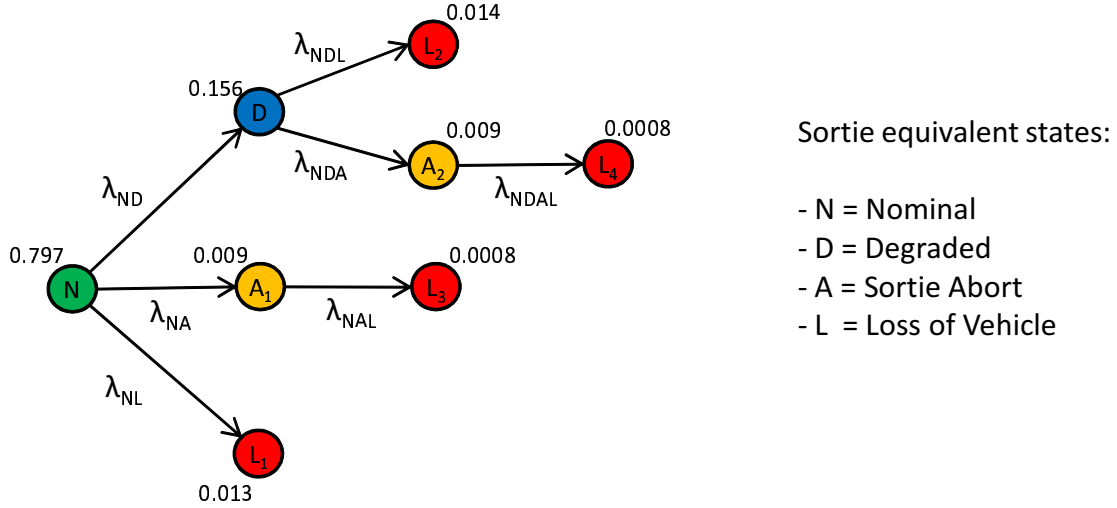 0.014
λNDL
L2
0.156
D
0.009
0.0008
λNDA
A2
L4
λNDAL
λND
0.797
0.009
0.0008
N
A1
L3
λNA
λNAL
λNL
L1
0.013
Sortie equivalent states:
- N = Nominal
- D = Degraded
- A = Sortie Abort
- L = Loss of Vehicle